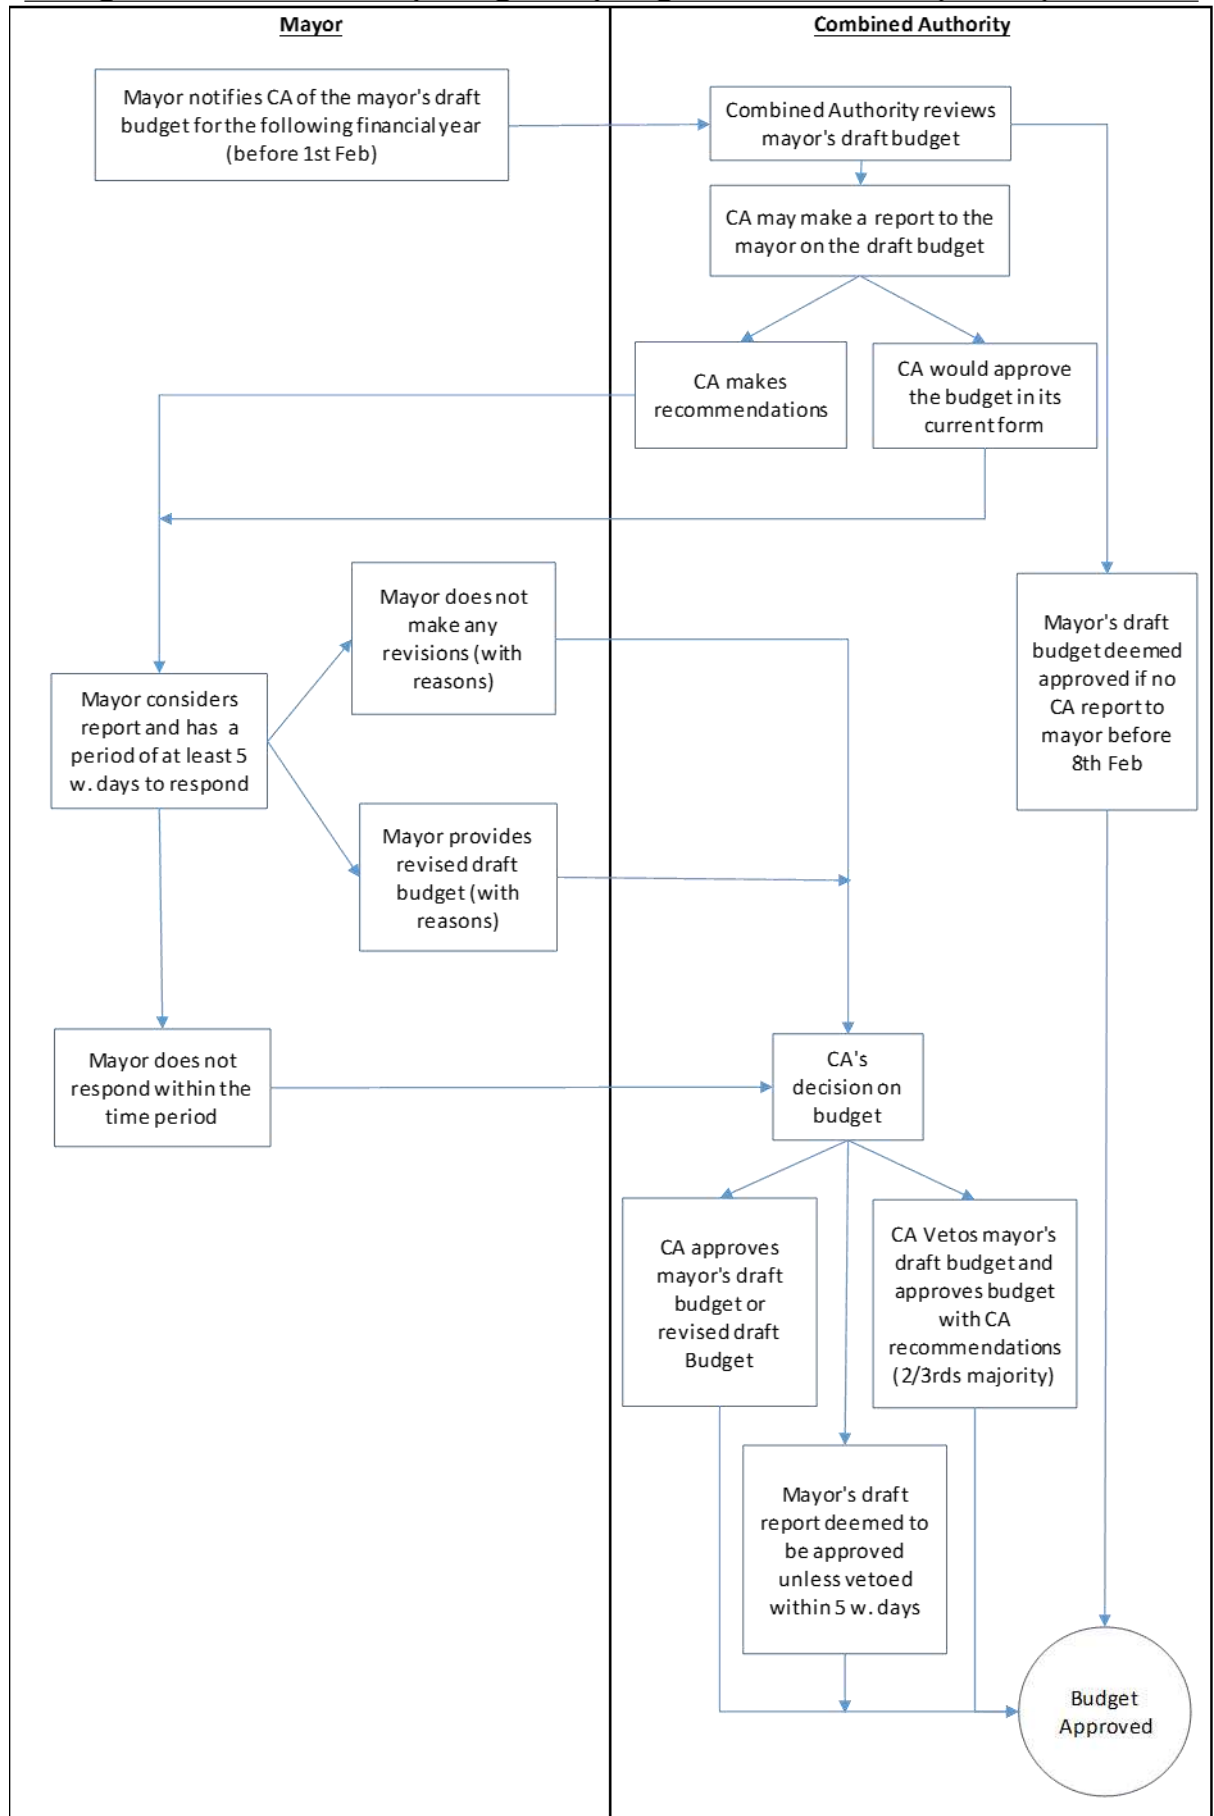 Mayor
Combined Authority
Mayor notifies CA of the mayor's draft
budget for the following financial year
(before 1st Feb)
Combined Authority reviews
mayor's draft budget
CA may make a report to the
mayor on the draft budget
CA makes
recommendations
CA would approve
the budget in its
current form
Mayor does not
make any
revisions (with
reasons)
Mayor's draft
budget deemed
approved if no
CA report to
mayor before
8th Feb
Mayor considers
report and has a
period of at least 5
w. days to respond
Mayor provides
revised draft
budget (with
reasons)
Mayor does not
respond within the
time period
CA's
decision on
budget
CA approves
mayor's draft
budget or
revised draft
Budget
CA Vetos mayor's
draft budget and
approves budget
with CA
recommendations
(2/3rds majority)
Mayor's draft
report deemed to
be approved
unless vetoed
within 5 w. days
Budget
Approved